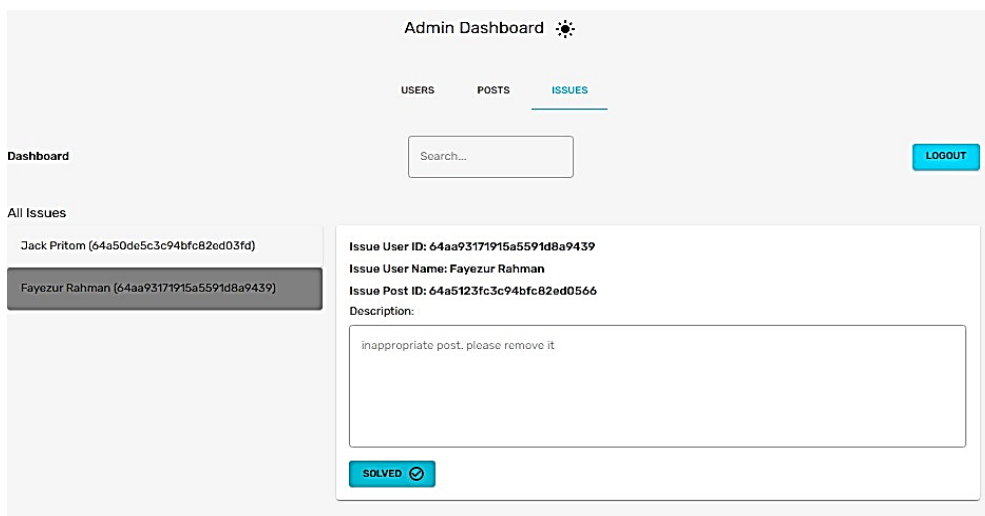 Admin Dashboard
USERS POSTS ISSUES
Dashboard
Search...
LOGOUT
All Issues
Jack Pritom (64a50de5c3c94bfc82ed03fd)
Fayezur Rahman (64aa93171915a5591d8a9439)
Issue User ID: 64aa93171915a5591d8a9439
Issue User Name: Fayezur Rahman
Issue Post ID: 64a5123fc3c94bfc82ed0566
Description:
inappropriate post. please remove it
SOLVED